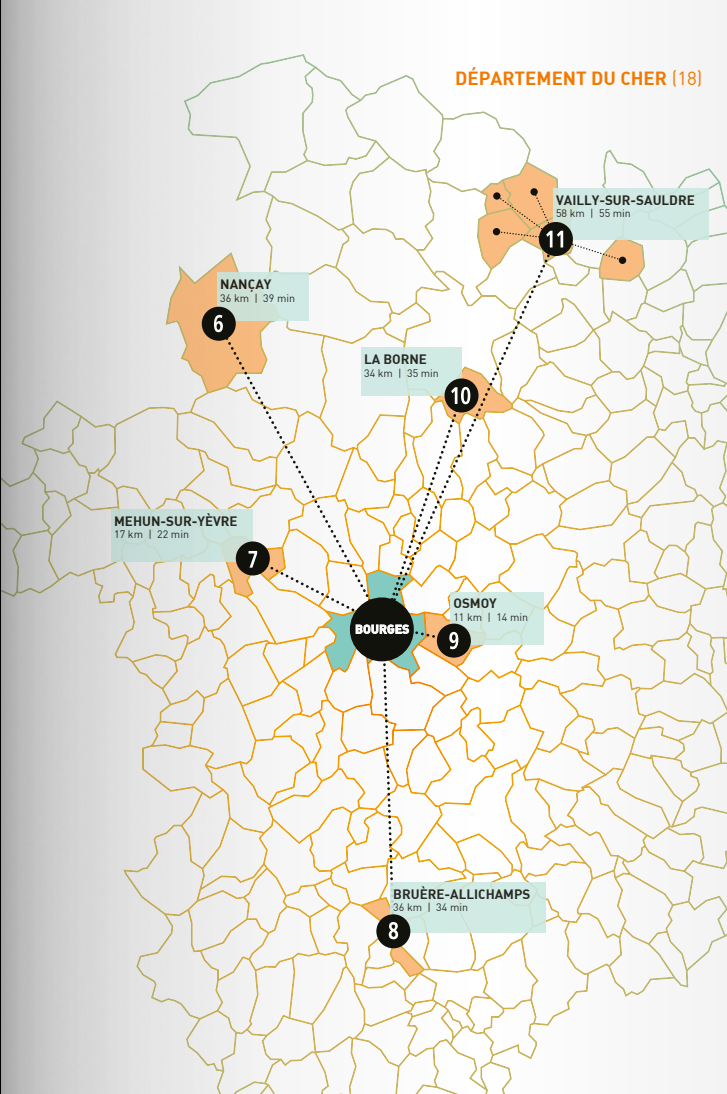 DÉPARTEMENT DU CHER (18)
VAILLY-SUR-SAULDRE
58 km | 55 min
11
NANÇAY
36 km | 39 min
6
LA BORNE
34 km | 35 min
10
MEHUN-SUR-YÈVRE
17 km | 22 min
7
OSMOY
11 km | 14 min
BOURGES
9
BRUÈRE-ALLICHAMPS
36 km | 34 min
8